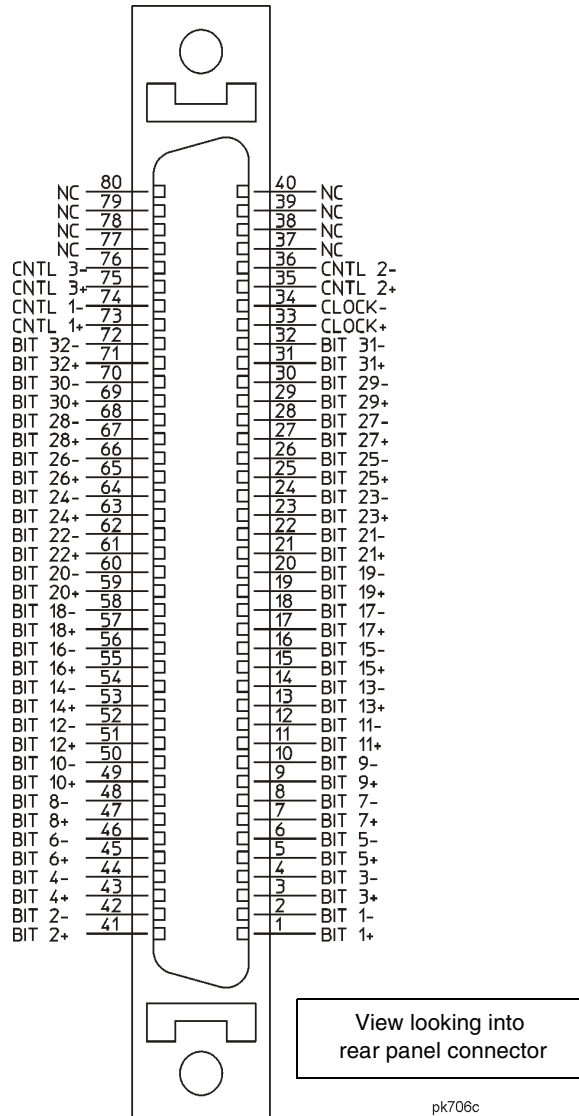 NC 80 40 NC
NC 79 39 NC
NC 78 38 NC
NC 77 37 NC
CNTL 3- 76 36 CNTL 2-
CNTL 3+ 75 35 CNTL 2+
CNTL 1- 74 34 CLOCK-
CNTL 1+ 73 33 CLOCK+
BIT 32- 72 32 BIT 31-
BIT 32+ 71 31 BIT 31+
BIT 30- 70 30 BIT 29-
BIT 30+ 69 29 BIT 29+
BIT 28- 68 28 BIT 27-
BIT 28+ 67 27 BIT 27+
BIT 26- 66 26 BIT 25-
BIT 26+ 65 25 BIT 25+
BIT 24- 64 24 BIT 23-
BIT 24+ 63 23 BIT 23+
BIT 22- 62 22 BIT 21-
BIT 22+ 61 21 BIT 21+
BIT 20- 60 20 BIT 19-
BIT 20+ 59 19 BIT 19+
BIT 18- 58 18 BIT 17-
BIT 18+ 57 17 BIT 17+
BIT 16- 56 16 BIT 15-
BIT 16+ 55 15 BIT 15+
BIT 14- 54 14 BIT 13-
BIT 14+ 53 13 BIT 13+
BIT 12- 52 12 BIT 11-
BIT 12+ 51 11 BIT 11+
BIT 10- 50 10 BIT 9-
BIT 10+ 49 9 BIT 9+
BIT 8- 48 8 BIT 7-
BIT 8+ 47 7 BIT 7+
BIT 6- 46 6 BIT 5-
BIT 6+ 45 5 BIT 5+
BIT 4- 44 4 BIT 3-
BIT 4+ 43 3 BIT 3+
BIT 2- 42 2 BIT 1-
BIT 2+ 41 1 BIT 1+
View looking into
rear panel connector
pk706c